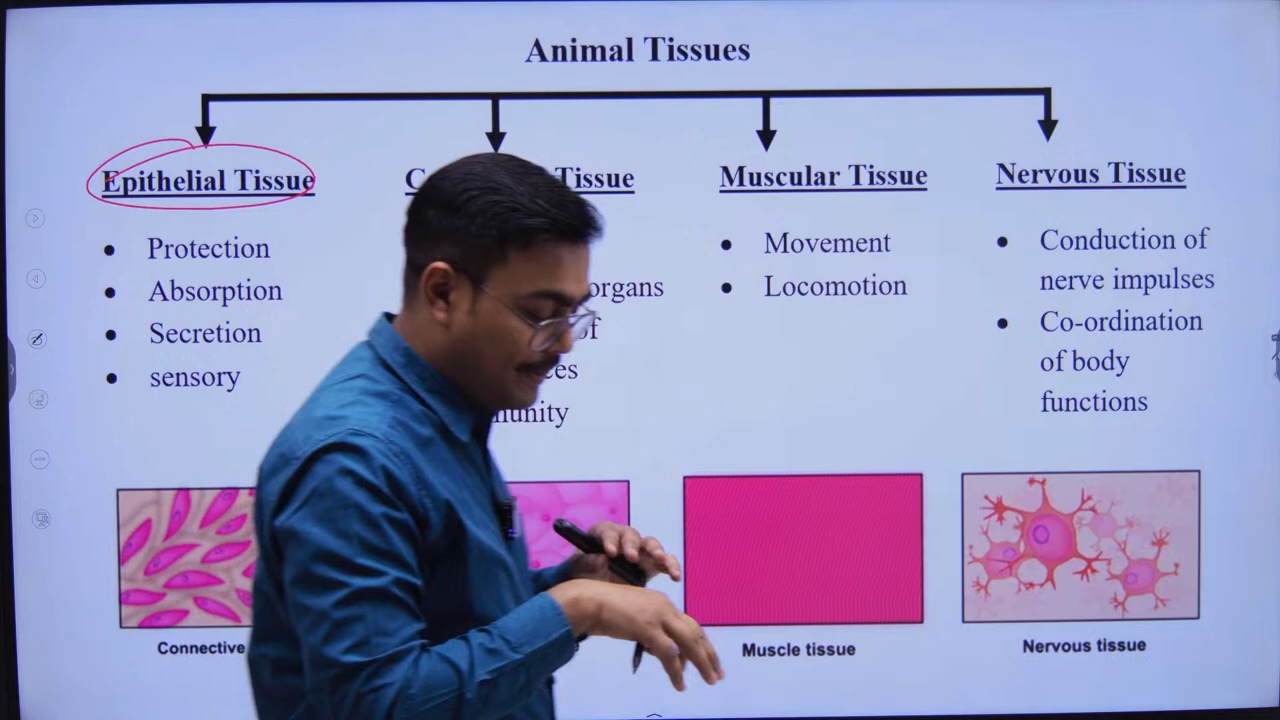 Animal Tissues
Epithelial Tissue
Tissue
Muscular Tissue
Nervous Tissue
• Protection
• Absorption
• Secretion
• sensory
organs
of
• Movement
• Locomotion
• Conduction of
nerve impulses
• Co-ordination
of body
functions
Connective
Muscle tissue
Nervous tissue